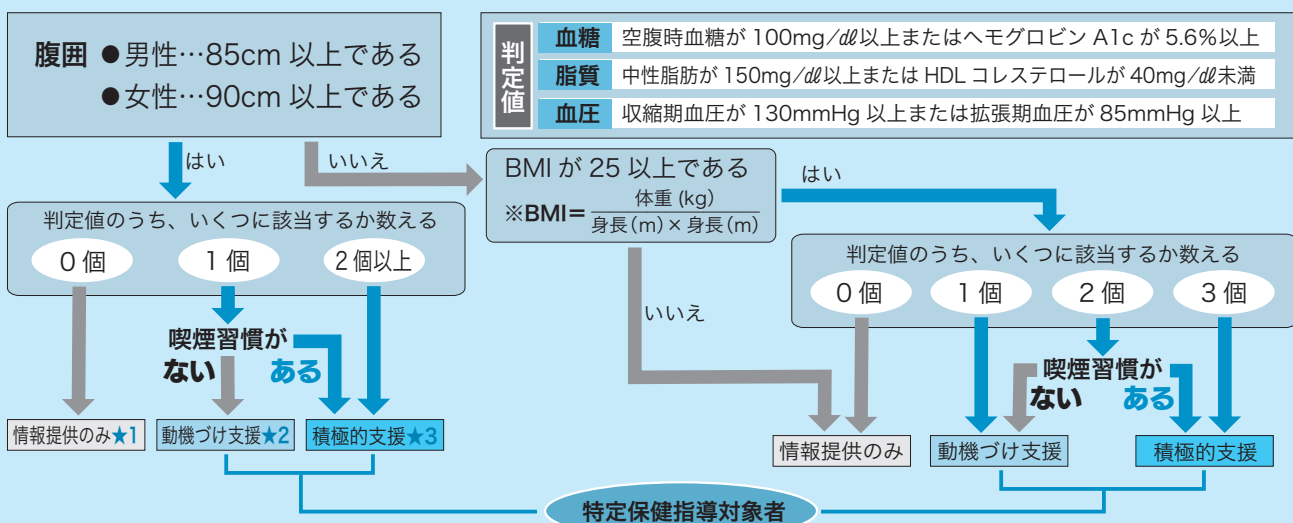 腹囲 ●男性…85cm 以上である
●女性…90cm 以上である
判定値
血糖 空腹時血糖が 100mg/㎗以上またはヘモグロビン A1c が 5.6%以上
脂質 中性脂肪が 150mg/㎗以上または HDL コレステロールが 40mg/㎗未満
血圧 収縮期血圧が 130mmHg 以上または拡張期血圧が 85mmHg 以上
はい
いいえ
BMI が 25 以上である
※BMI=体重 (kg)/身長(m)×身長(m)
はい
いいえ
判定値のうち、いくつに該当するか数える
0 個 1 個 2 個以上
喫煙習慣が
ない ある
情報提供のみ★1 動機づけ支援★2 積極的支援★3
判定値のうち、いくつに該当するか数える
0 個 1 個 2 個 3 個
喫煙習慣が
ない ある
情報提供のみ 動機づけ支援 積極的支援
特定保健指導対象者